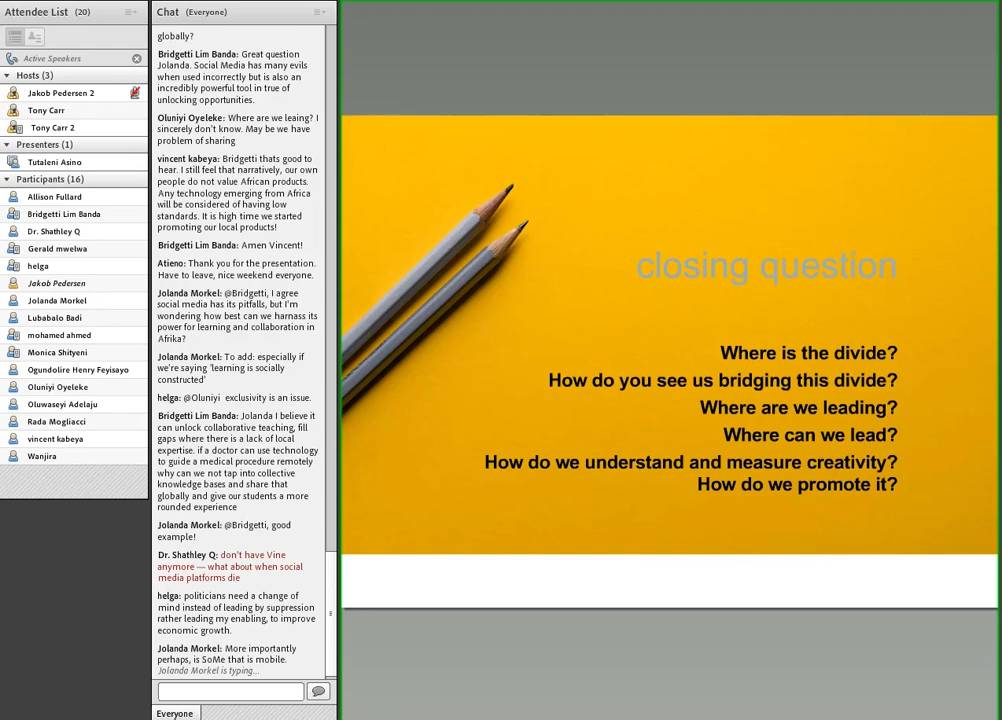 Attendee List (20)
Active Speakers
Hosts (3)
Jakob Pedersen 2
Tony Carr
Tony Carr 2
Presenters (1)
Tutaleni Asino
Participants (16)
Allison Fullard
Bridgetti Lim Banda
Dr. Shathley Q
Gerald mwelwa
helga
Jakob Pedersen
Jolanda Morkel
Lubabalo Badi
mohamed ahmed
Monica Shityeni
Ogundolire Henry Feyisayo
Oluniyi Oyeleke
Oluwaseyi Adelaju
Rada Mogliacci
vincent kabeya
Wanjira
Chat (Everyone)
globally?
Bridgetti Lim Banda: Great question
Jolanda. Social Media has many evils
when used incorrectly but is also an
incredibly powerful tool in true of
unlocking opportunities.
Oluniyi Oyeleke: Where are we leaing? I
sincerely don't know. May be we have
problem of sharing
vincent kabeya: Bridgetti thats good to
hear. I still feel that narratively, our own
people do not value African products.
Any technology emerging from Africa
will be considered of having low
standards. It is high time we started
promoting our local products!
Bridgetti Lim Banda: Amen Vincent!
Atieno: Thank you for the presentation.
Have to leave, nice weekend everyone.
Jolanda Morkel: @Bridgetti, I agree
social media has its pitfalls, but I'm
wondering how best can we harnass its
power for learning and collaboration in
Afrika?
Jolanda Morkel: To add: especially if
we're saying 'learning is socially
constructed'
helga: @Oluniyi exclusivity is an issue.
Bridgetti Lim Banda: Jolanda I believe it
can unlock collaborative teaching, fill
gaps where there is a lack of local
expertise. if a doctor can use technology
to guide a medical procedure remotely
why can we not tap into collective
knowledge bases and share that
globally and give our students a more
rounded experience
Jolanda Morkel: @Bridgetti, good
example!
Dr. Shathley Q: don't have Vine
anymore — what about when social
media platforms die
helga: politicians need a change of
mind instead of leading by suppression
rather leading my enabling, to improve
economic growth.
Jolanda Morkel: More importantly
perhaps, is SoMe that is mobile.
Jolanda Morkel is typing...
Everyone
closing question
Where is the divide?
How do you see us bridging this divide?
Where are we leading?
Where can we lead?
How do we understand and measure creativity?
How do we promote it?